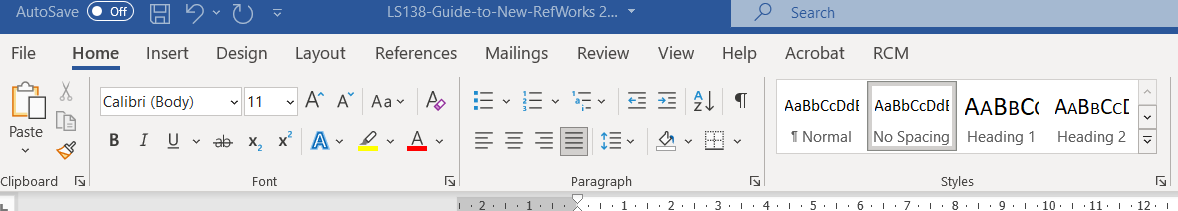 AutoSave Off LS138-Guide-to-New-RefWorks 2... Search
File Home Insert Design Layout References Mailings Review View Help Acrobat RCM
Calibri (Body) 11 A A Aa A AaBbCcDdE AaBbCcDdE AABBCC AABBCCD
Paste B I U ab x2 x2 A A ¶ Normal No Spacing Heading 1 Heading 2
Clipboard Font Paragraph Styles
2 1 1 2 3 4 5 6 7 8 9 10 11 12